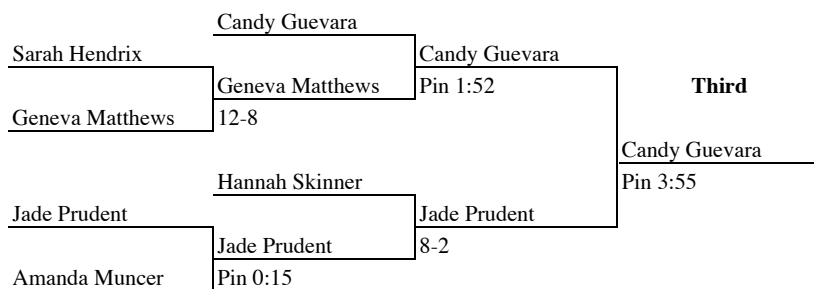 Candy Guevara
Sarah Hendrix
Candy Guevara
Geneva Matthews
Pin 1:52
Third
Geneva Matthews
12-8
Candy Guevara
Hannah Skinner
Pin 3:55
Jade Prudent
Jade Prudent
Jade Prudent
8-2
Amanda Muncer
Pin 0:15